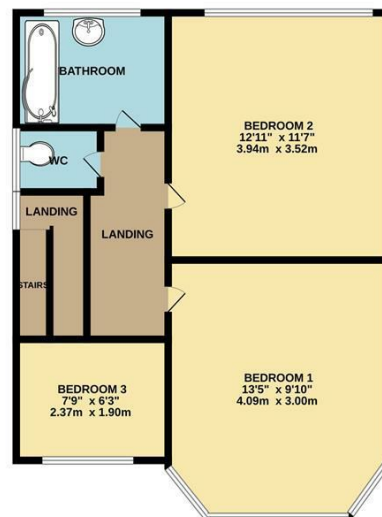 BATHROOM
BEDROOM 2
12'11" x 11'7"
3.94m x 3.52m
WC
LANDING
LANDING
STAIRS
BEDROOM 3
7'9" x 6'3"
2.37m x 1.90m
BEDROOM 1
13'5" x 9'10"
4.09m x 3.00m